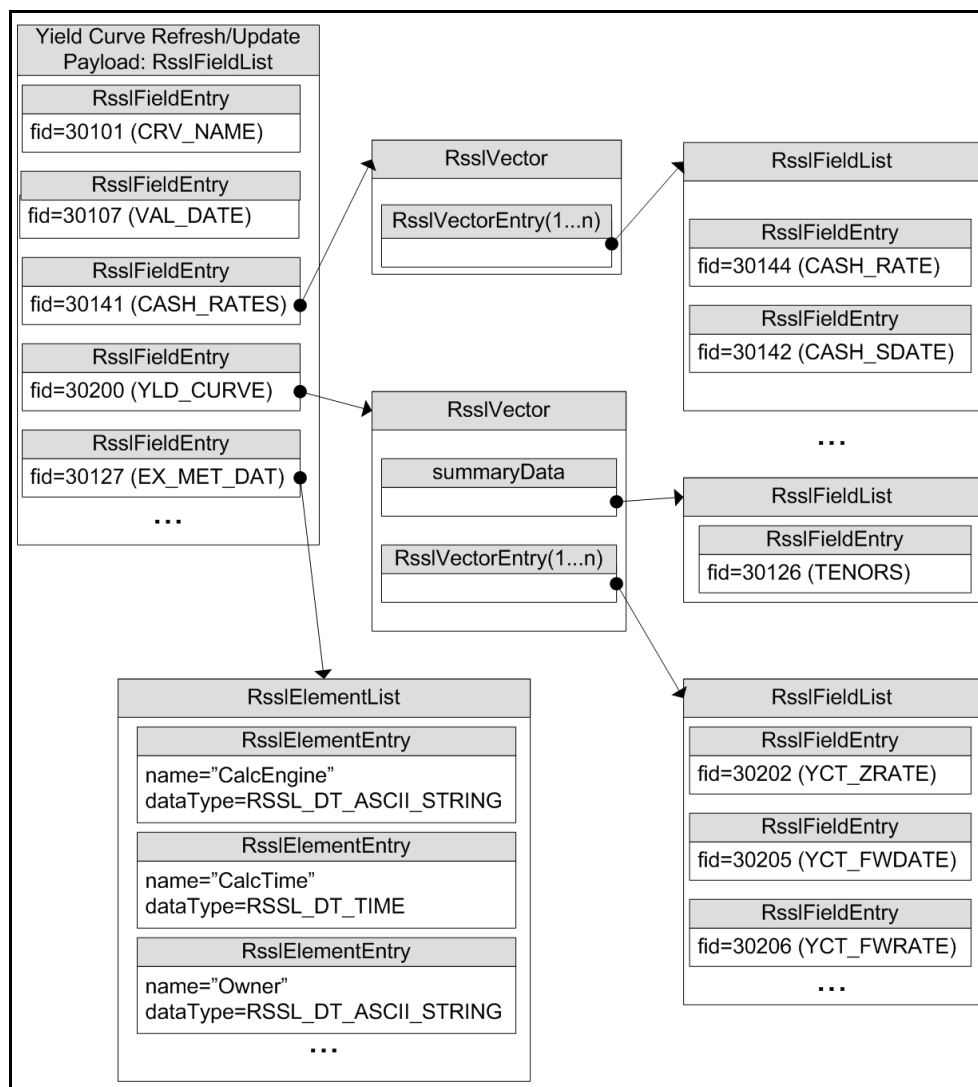 Yield Curve Refresh/Update
Payload: RsslFieldList
RsslFieldEntry
fid=30101 (CRV_NAME)
RsslFieldEntry
fid=30107 (VAL_DATE)
RsslFieldEntry
fid=30141 (CASH_RATES)
RsslFieldEntry
fid=30200 (YLD_CURVE)
RsslFieldEntry
fid=30127 (EX_MET_DAT)
...
RsslVector
RsslVectorEntry(1...n)
RsslFieldList
RsslFieldEntry
fid=30144 (CASH_RATE)
RsslFieldEntry
fid=30142 (CASH_SDATE)
...
RsslVector
summaryData
RsslVectorEntry(1...n)
RsslFieldList
RsslFieldEntry
fid=30126 (TENORS)
RsslElementList
RsslElementEntry
name=”CalcEngine”
dataType=RSSL_DT_ASCII_STRING
RsslElementEntry
name=”CalcTime”
dataType=RSSL_DT_TIME
RsslElementEntry
name=”Owner”
dataType=RSSL_DT_ASCII_STRING
...
RsslFieldList
RsslFieldEntry
fid=30202 (YCT_ZRATE)
RsslFieldEntry
fid=30205 (YCT_FWDATE)
RsslFieldEntry
fid=30206 (YCT_FWRATE)
...